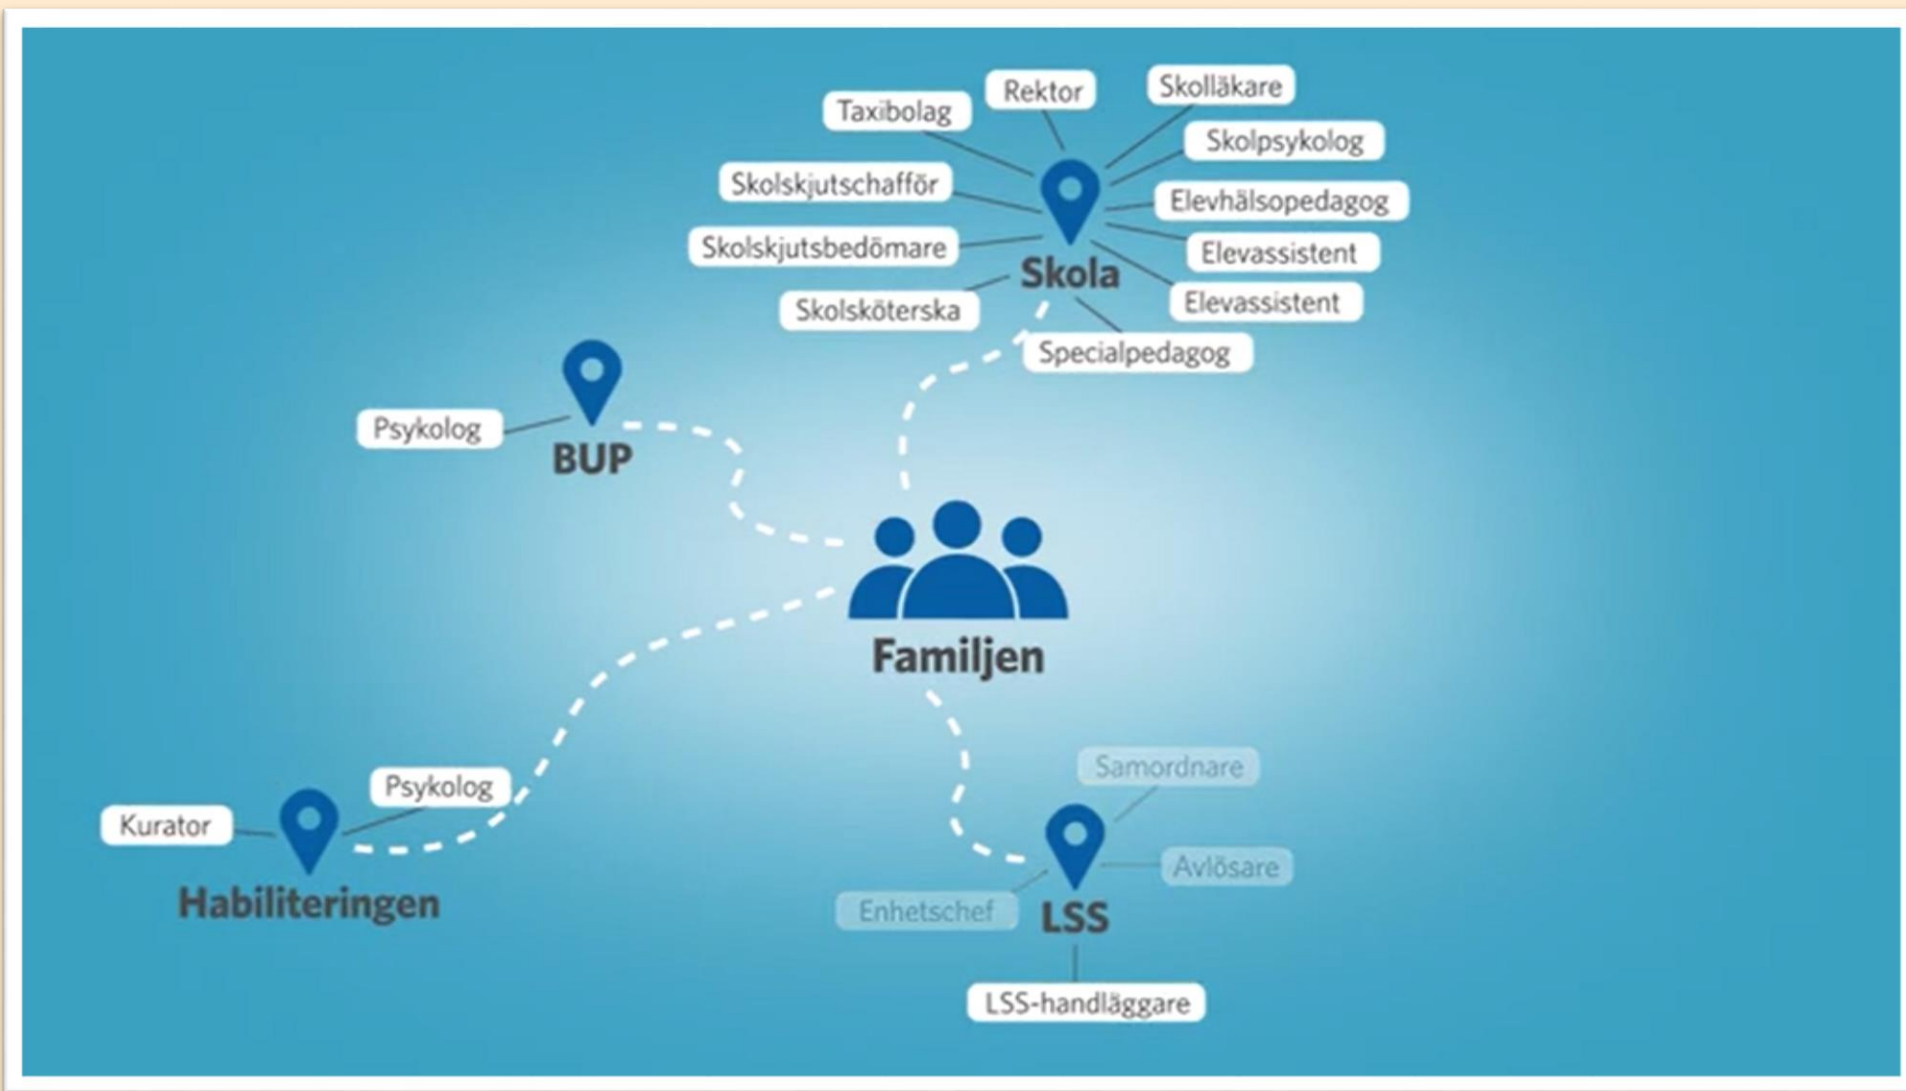 Rektor
Skolläkare
Taxibolag
Skolpsykolog
Skolskjutschafför
Elevhälsopedagog
Skolskjutsbedömare
Elevassistent
Skola
Elevassistent
Skolsköterska
Specialpedagog
Psykolog
BUP
Familjen
Samordnare
Psykolog
Kurator
Avlösare
Habiliteringen
Enhetschef
LSS
LSS-handläggare